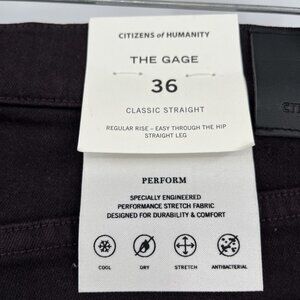 CITIZENS of HUMANITY
THE GAGE
36
CLASSIC STRAIGHT
REGULAR RISE – EASY THROUGH THE HIP
STRAIGHT LEG
PERFORM
SPECIALLY ENGINEERED
PERFORMANCE STRETCH FABRIC
DESIGNED FOR DURABILITY & COMFORT
COOL DRY STRETCH ANTIBACTERIAL